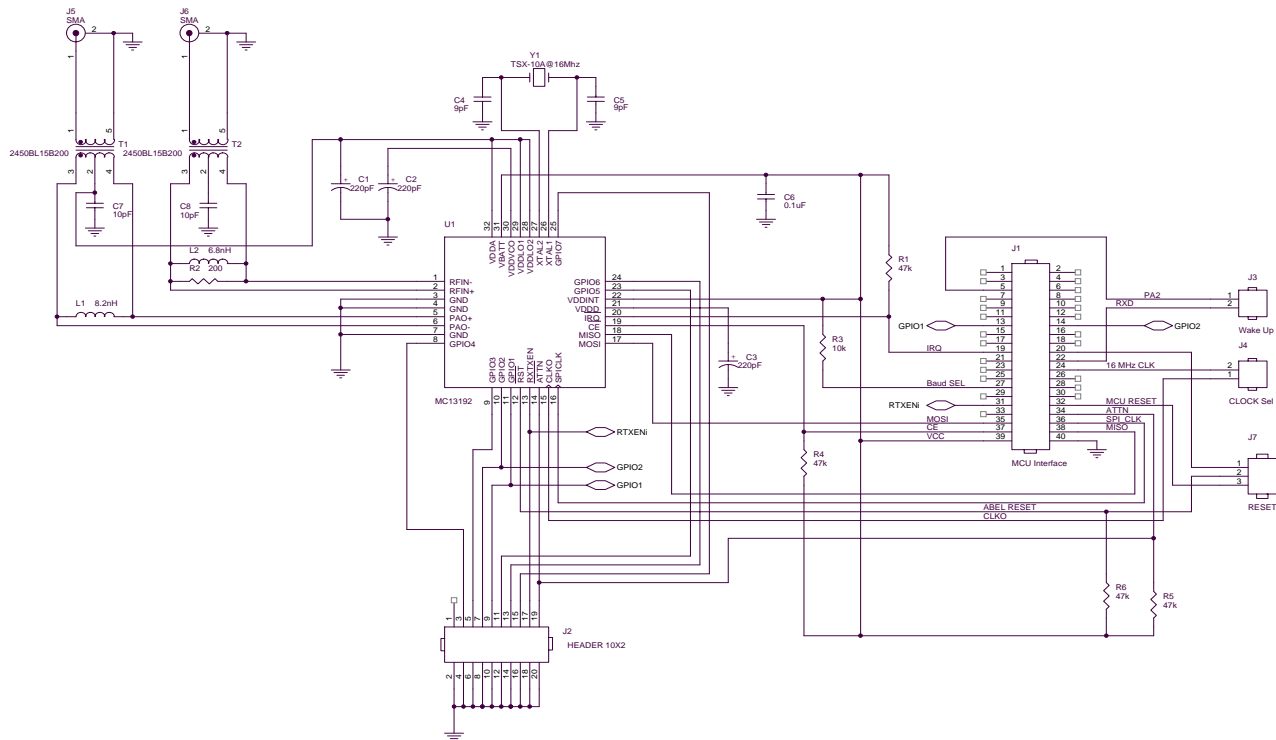 J5
SMA
2
1
J6
SMA
2
1
1
5
T1
2450BL15B200
3
2
4
1
5
T2
2450BL15B200
3
2
4
C7
10pF
C8
10pF
L2 6.8nH
R2 200
L1 8.2nH
Y1
TSX-10A@16Mhz
C4
9pF
C5
9pF
C1
220pF
+
C2
220pF
+
C6
0.1uF
U1
32 31 30 29 28 27 26 25
VDDA
VBATT
VDDVCO
VDDLO1
VDDLO2
XTAL2
XTAL1
GPIO7
1 RFIN-
2 RFIN+
3 GND
4 GND
5 PAO+
6 PAO-
7 GND
8 GPIO4
GPIO6 24
GPIO5 23
VDDINT 22
VDDD 21
IRQ 20
CE 19
MISO 18
MOSI 17
GPIO3
GPIO2
GPIO1
RST
RXTXEN
ATTN
CLKO
SPICLK
9 10 11 12 13 14 15 16
MC13192
R1
47k
R3
10k
C3
220pF
+
R4
47k
RTXENi
GPIO2
GPIO1
J1
1 2
3 4
5 6
7 8
9 10
11 12
13 14
15 16
17 18
19 20
21 22
23 24
25 26
27 28
29 30
31 32
33 34
35 36
37 38
39 40
MCU Interface
GPIO1
IRQ
Baud SEL
RTXENi
MOSI
CE
VCC
PA2
RXD
GPIO2
16 MHz CLK
MCU RESET
ATTN
SPI_CLK
MISO
J3
1
2
Wake Up
J4
2
1
CLOCK Sel
J7
1
2
3
RESET
ABEL RESET
CLKO
R6
47k
R5
47k
1 3 5 7 9 11 13 15 17 19
J2
HEADER 10X2
2 4 6 8 10 12 14 16 18 20